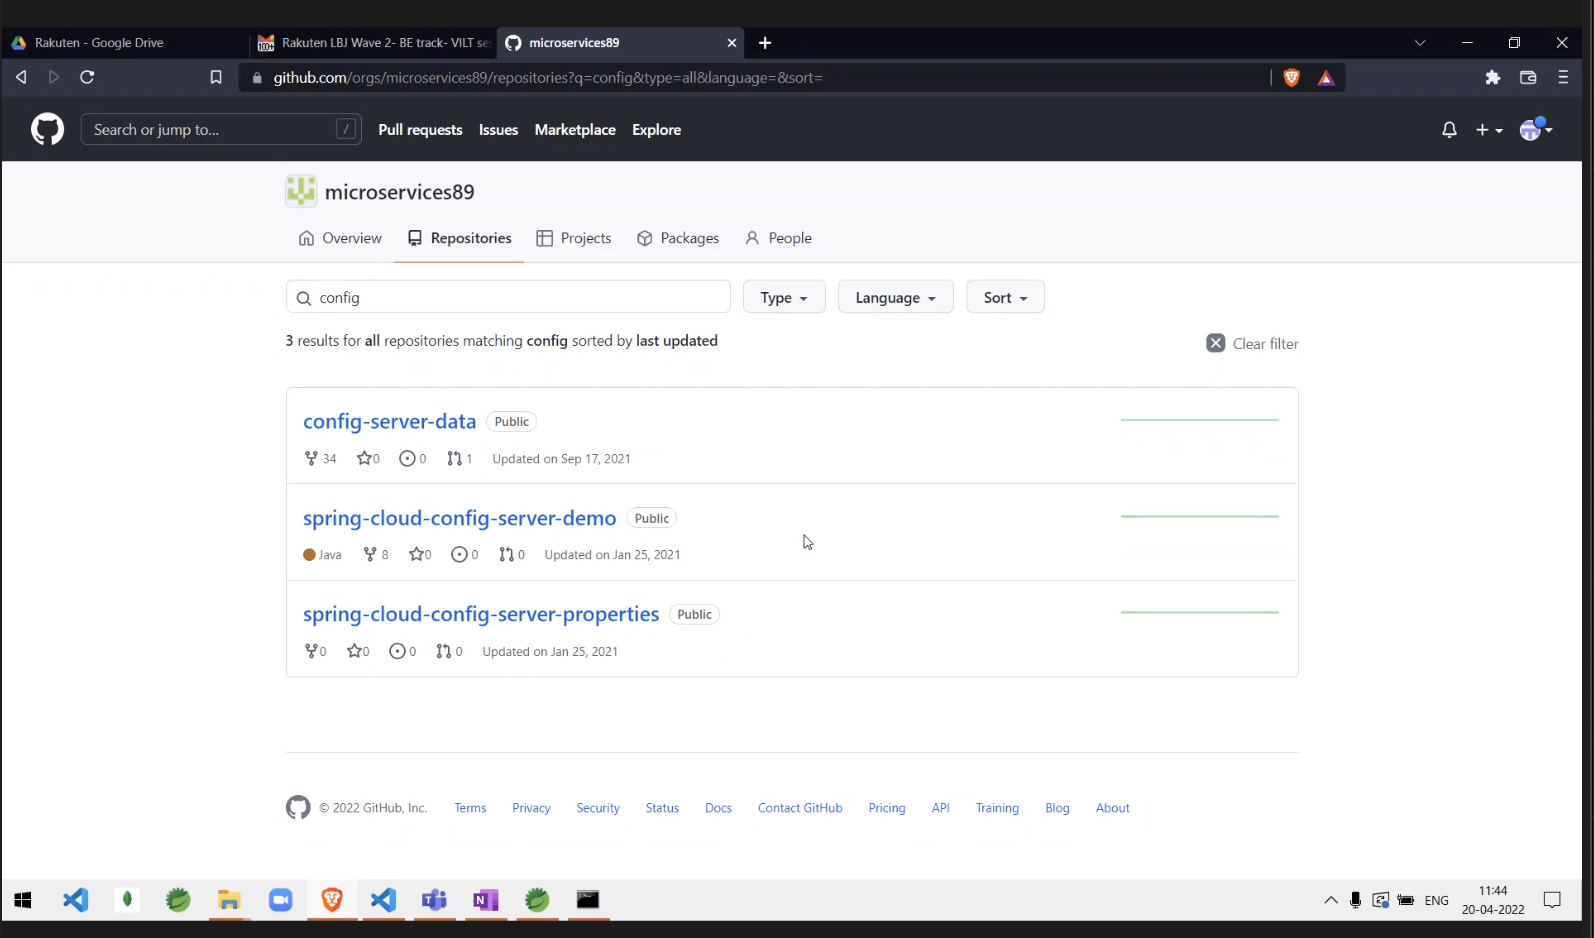 Rakuten - Google Drive
100+
Rakuten LBJ Wave 2- BE track- VILT se
microservices89
github.com/orgs/microservices89/repositories?q=config&type=all&language=&sort=
Search or jump to...
/
Pull requests
Issues
Marketplace
Explore
microservices89
Overview
Repositories
Projects
Packages
People
config
Type
Language
Sort
3 results for all repositories matching config sorted by last updated
Clear filter
config-server-data Public
34 0 0 1 Updated on Sep 17, 2021
spring-cloud-config-server-demo Public
Java 8 0 0 0 Updated on Jan 25, 2021
spring-cloud-config-server-properties Public
0 0 0 0 Updated on Jan 25, 2021
© 2022 GitHub, Inc. Terms Privacy Security Status Docs Contact GitHub Pricing API Training Blog About
ENG
11:44
20-04-2022